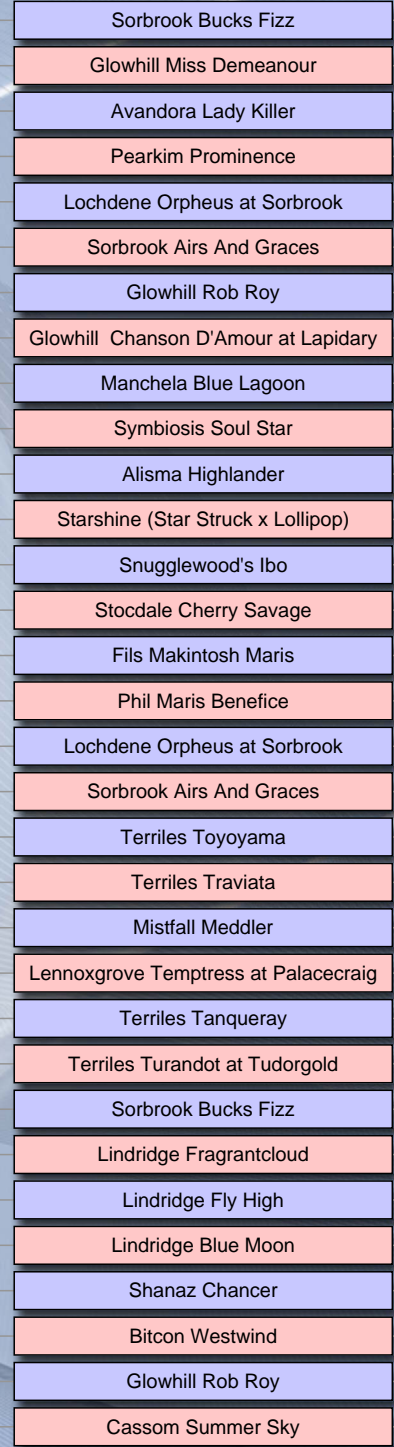 Sorbrook Bucks Fizz
Glowhill Miss Demeanour
Avandora Lady Killer
Pearkim Prominence
Lochdene Orpheus at Sorbrook
Sorbrook Airs And Graces
Glowhill Rob Roy
Glowhill  Chanson D'Amour at Lapidary
Manchela Blue Lagoon
Symbiosis Soul Star
Alisma Highlander
Starshine (Star Struck x Lollipop)
Snugglewood's Ibo
Stocdale Cherry Savage
Fils Makintosh Maris
Phil Maris Benefice
Lochdene Orpheus at Sorbrook
Sorbrook Airs And Graces
Terriles Toyoyama
Terriles Traviata
Mistfall Meddler
Lennoxgrove Temptress at Palacecraig
Terriles Tanqueray
Terriles Turandot at Tudorgold
Sorbrook Bucks Fizz
Lindridge Fragrantcloud
Lindridge Fly High
Lindridge Blue Moon
Shanaz Chancer
Bitcon Westwind
Glowhill Rob Roy
Cassom Summer Sky